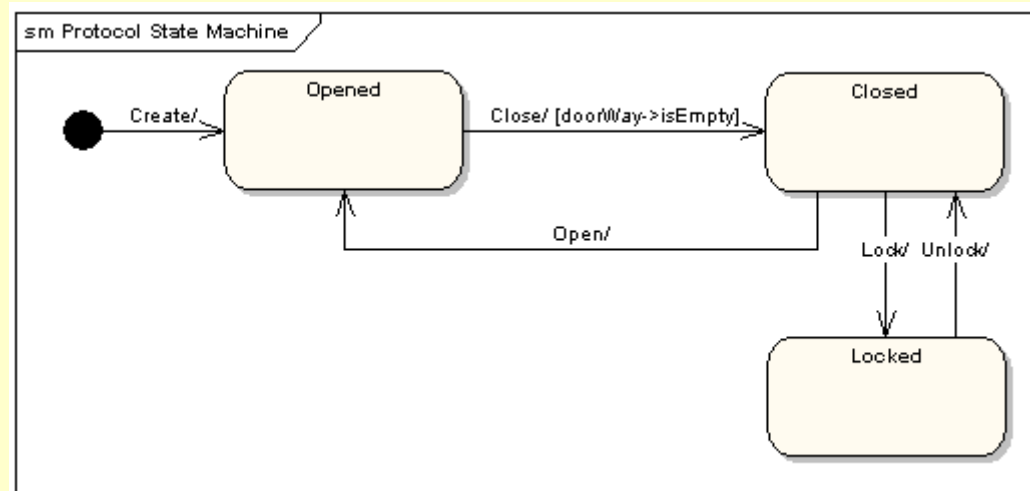 sm Protocol State Machine
Opened
Closed
Create/
Close/ [doorWay->isEmpty]
Open/
Lock/
Unlock/
Locked